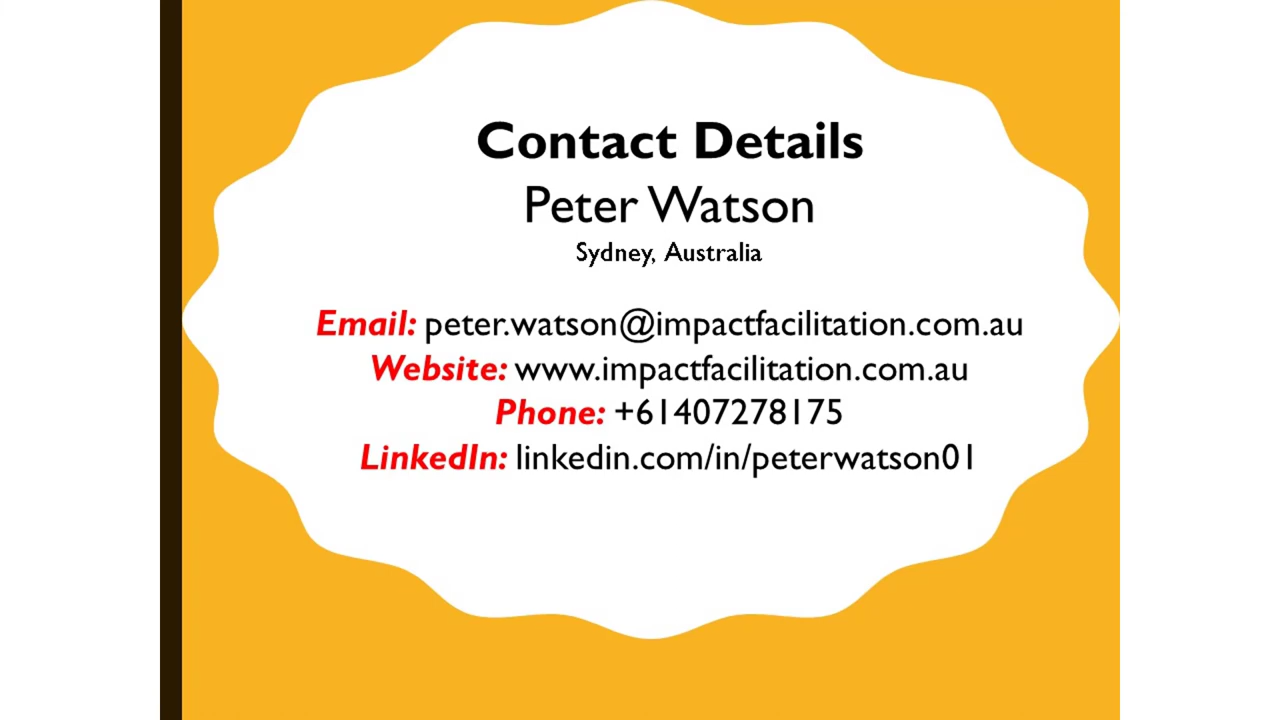 Contact Details
Peter Watson
Sydney, Australia
Email: peter.watson@impactfacilitation.com.au
Website: www.impactfacilitation.com.au
Phone: +61407278175
LinkedIn: linkedin.com/in/peterwatson01